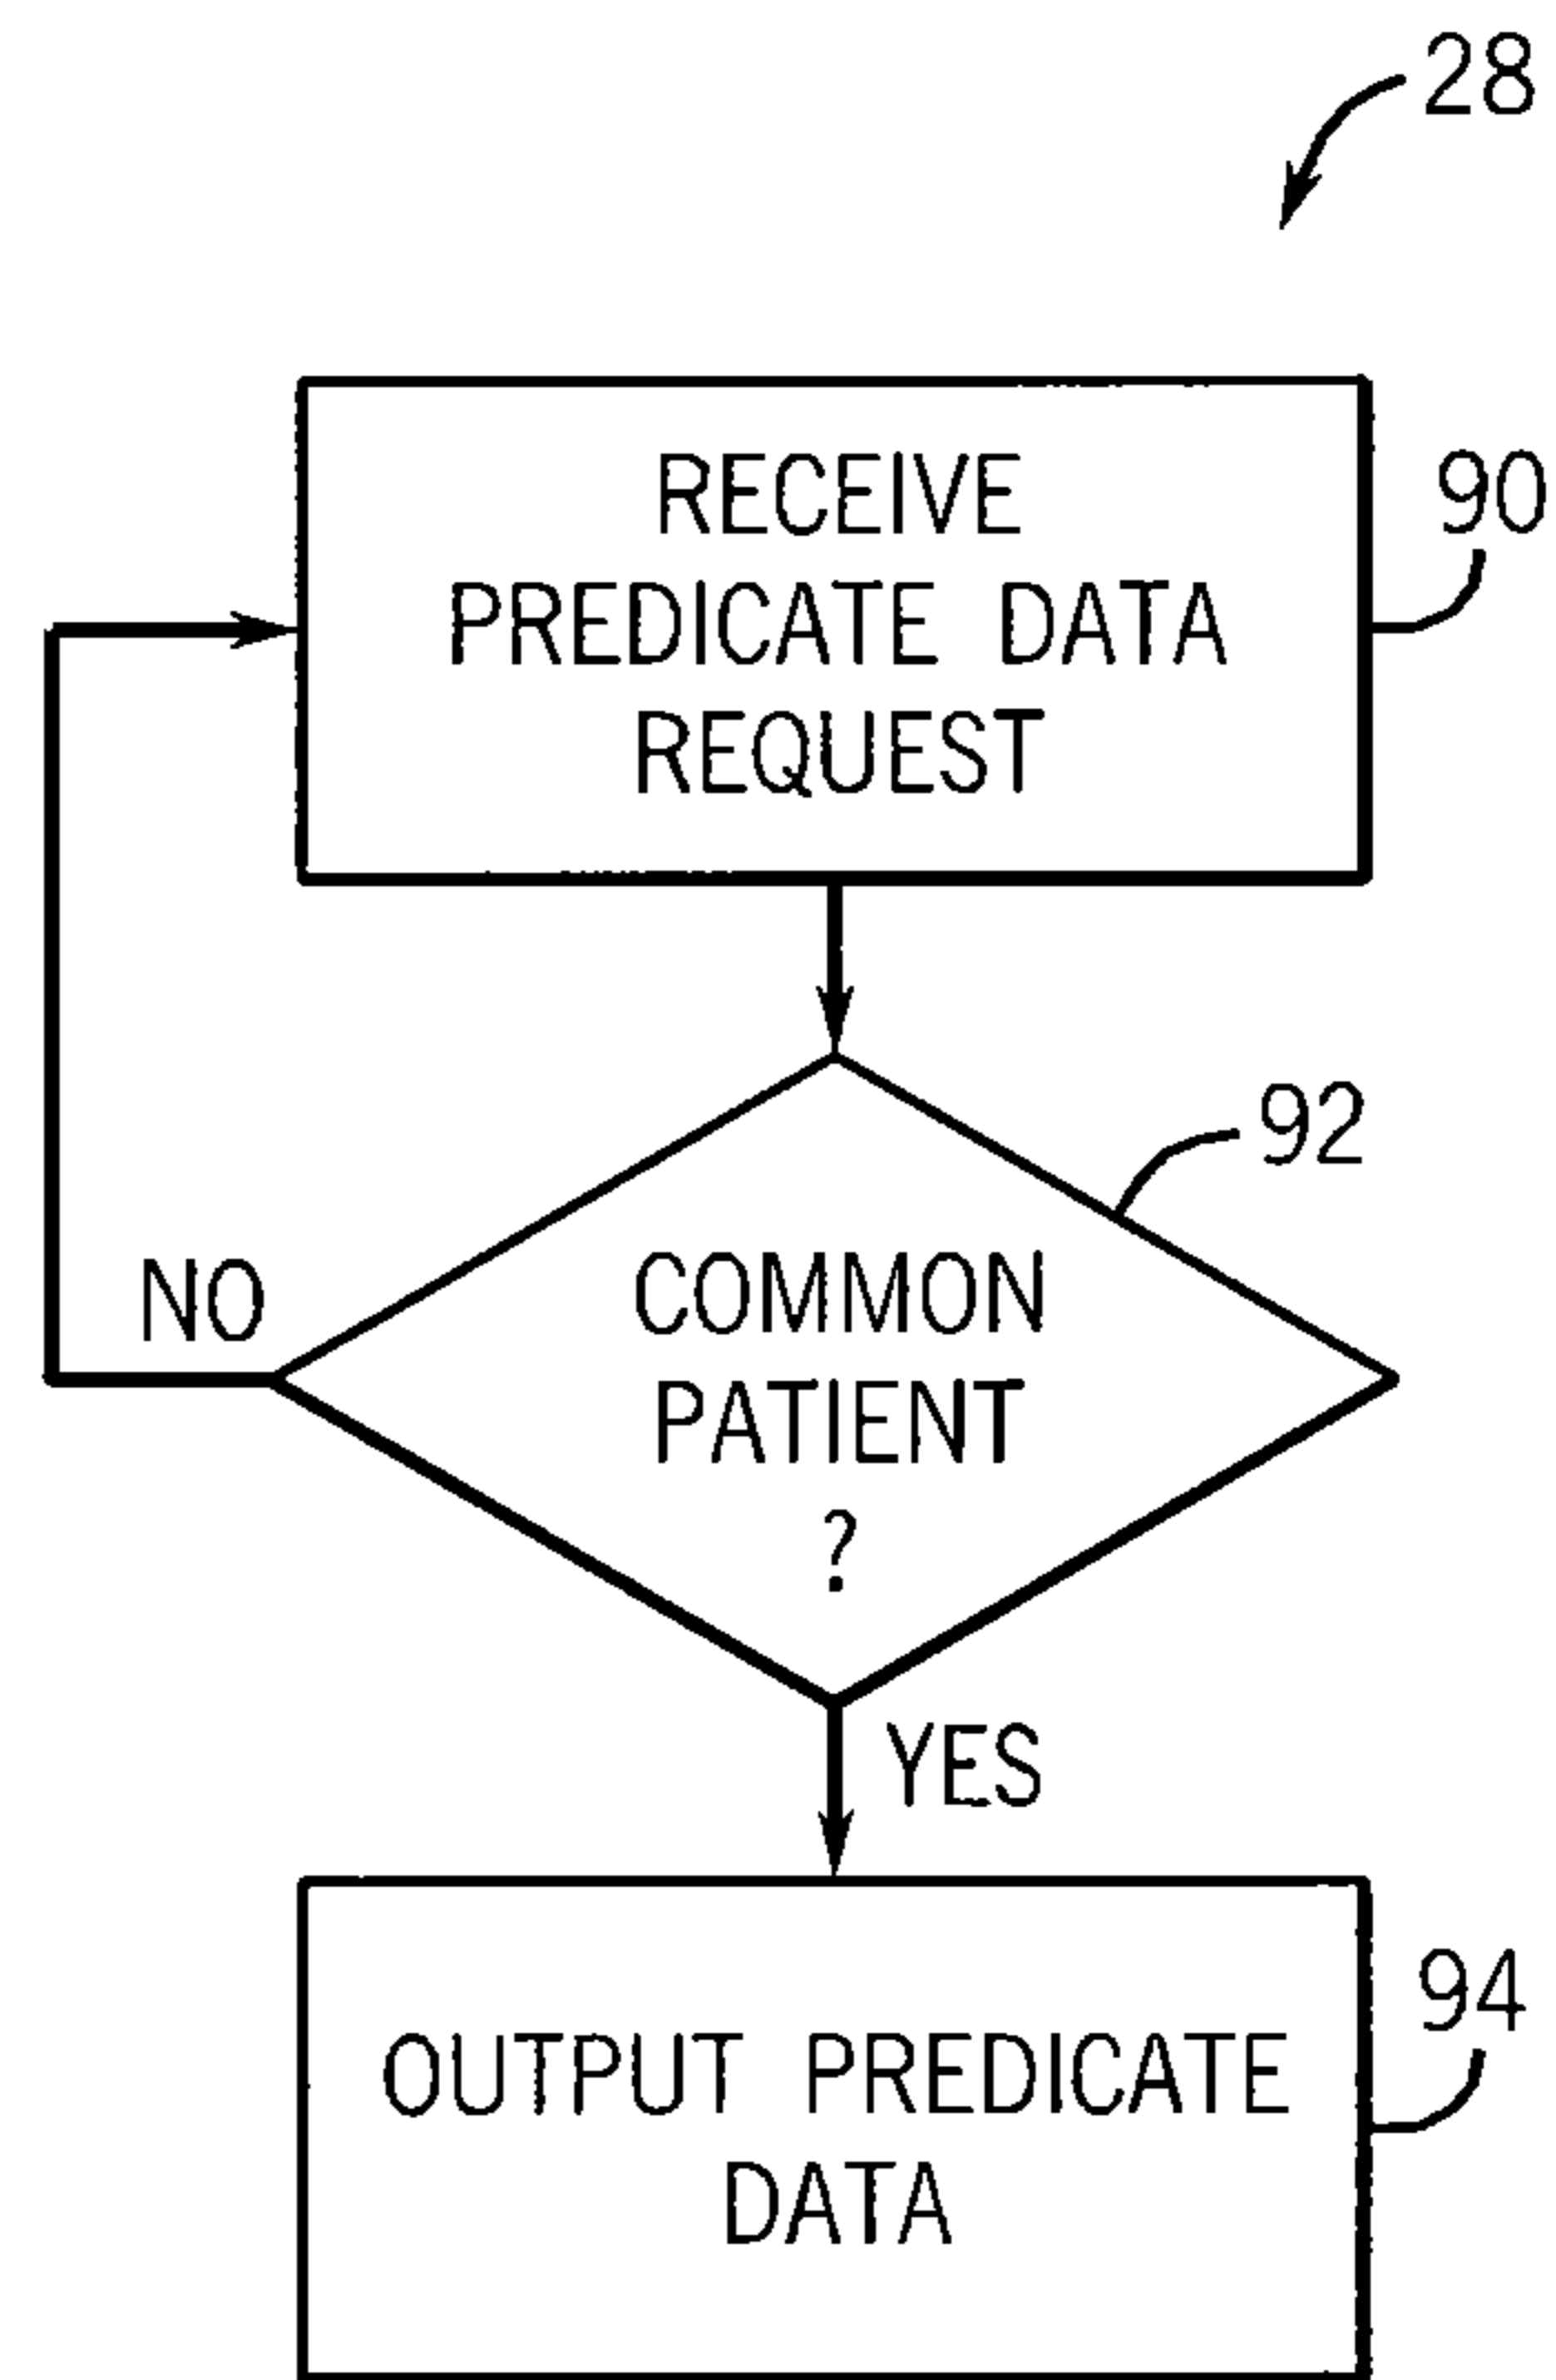 28
RECEIVE
PREDICATE DATA
REQUEST
90
92
COMMON
PATIENT
?
NO
YES
OUTPUT PREDICATE
DATA
94